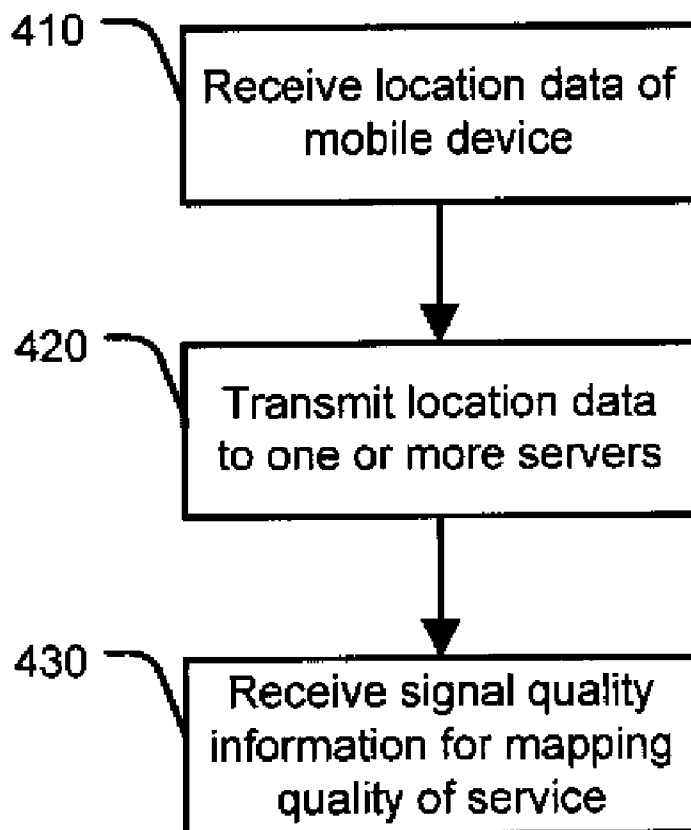 410
Receive location data of
mobile device
420
Transmit location data
to one or more servers
430
Receive signal quality
information for mapping
quality of service